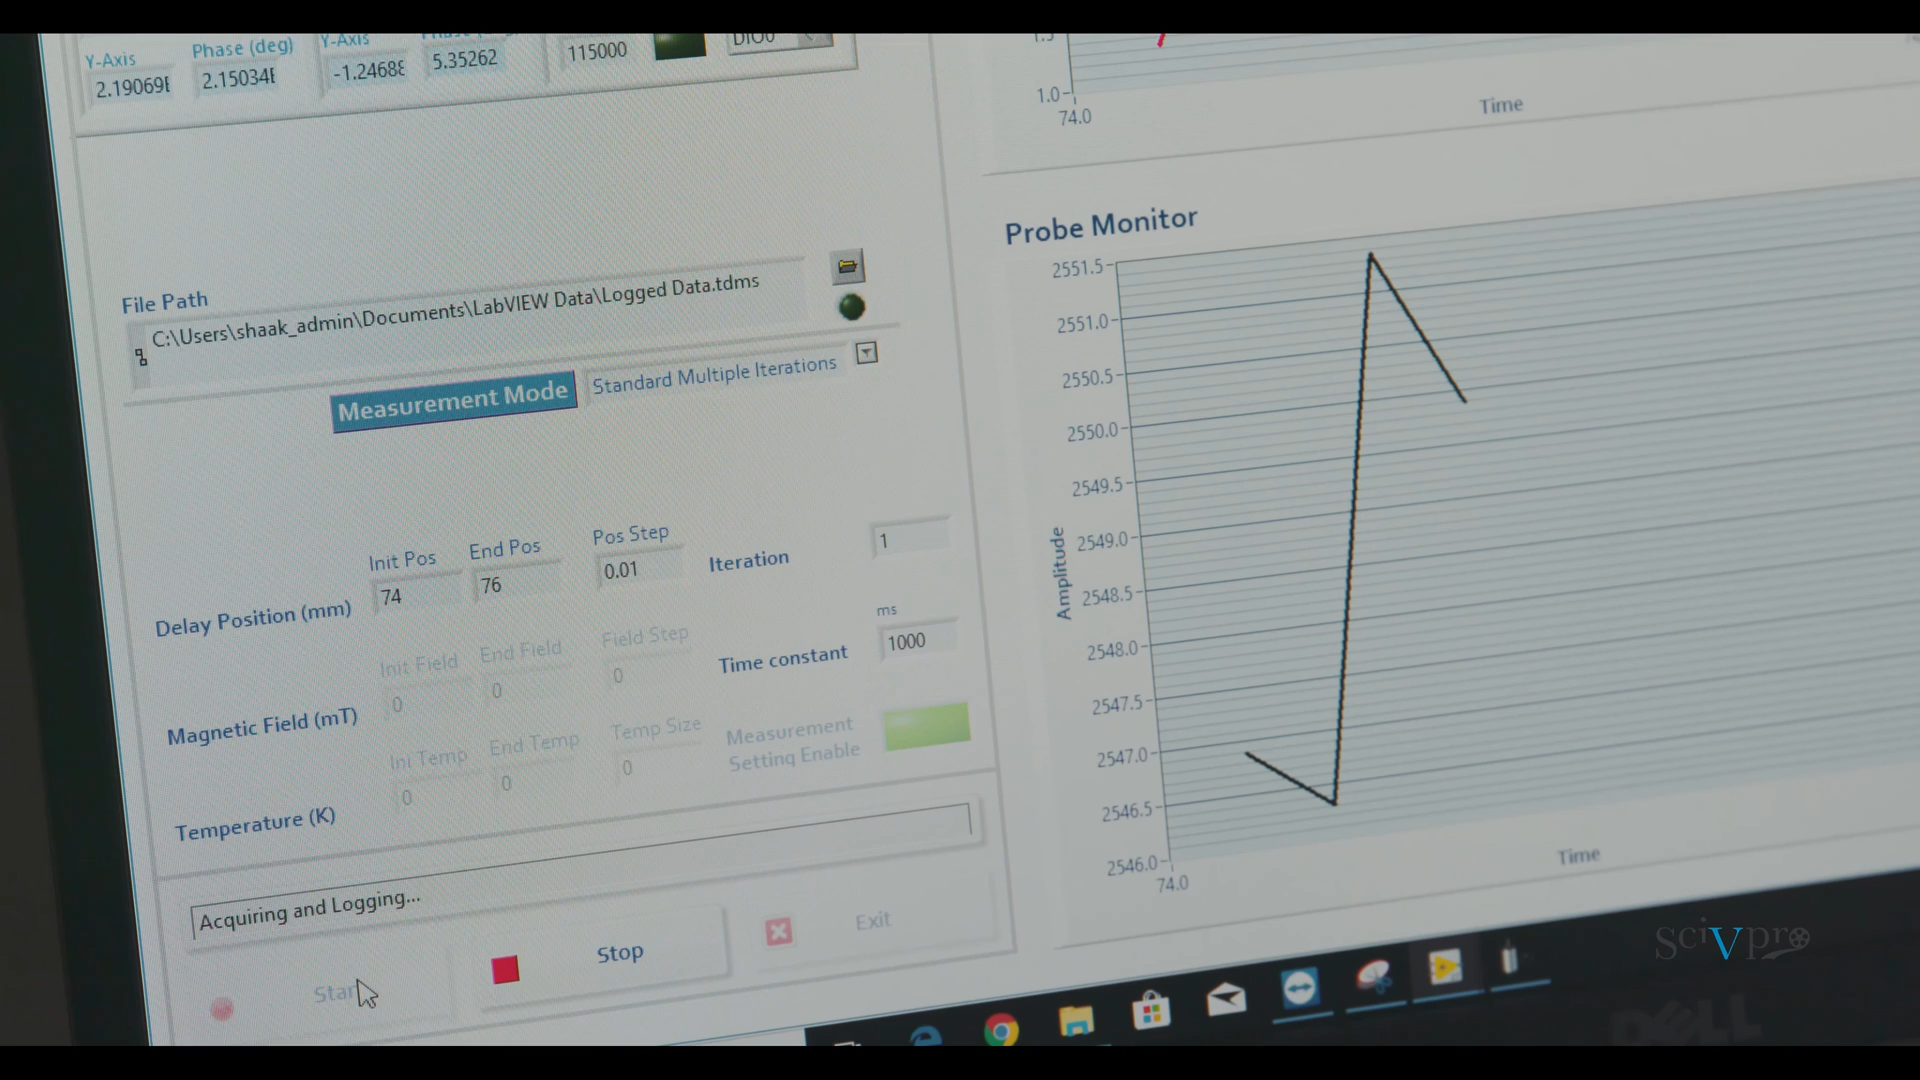 Y-Axis
Phase (deg)
Y-Axis
2.19069E
2.15034E
-1.2468E
5.35262
115000
DIO0
1.0
74.0
Time
File Path
C:\Users\shaak_admin\Documents\LabVIEW Data\Logged Data.tdms
Measurement Mode
Standard Multiple Iterations
Init Pos
End Pos
Pos Step
Delay Position (mm)
74
76
0.01
Iteration
1
Init Field
End Field
Field Step
Magnetic Field (mT)
0
0
0
Time constant
ms
1000
Ini Temp
End Temp
Temp Size
Temperature (K)
0
0
0
Measurement
Setting Enable
Acquiring and Logging...
Stop
Exit
Probe Monitor
2551.5
2551.0
2550.5
2550.0
2549.5
2549.0
2548.5
2548.0
2547.5
2547.0
2546.5
2546.0
Amplitude
74.0
Time
SciVpro
DELL